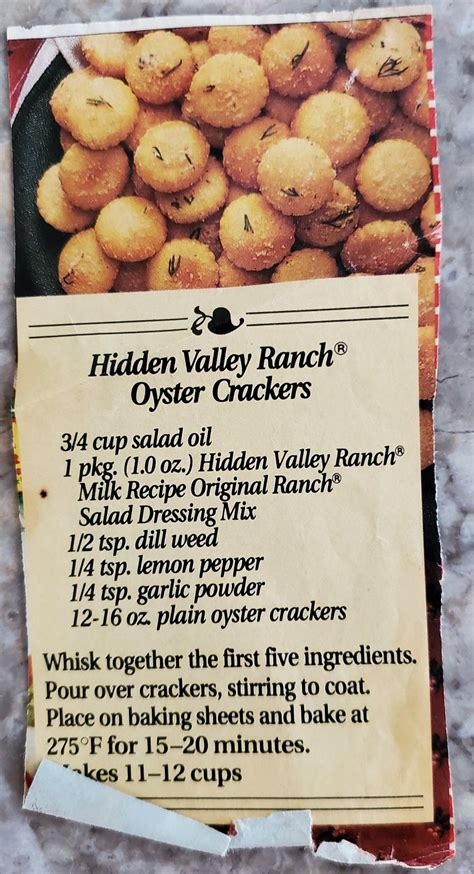 Hidden Valley Ranch®
Oyster Crackers
3/4 cup salad oil
1 pkg. (1.0 oz.) Hidden Valley Ranch®
Milk Recipe Original Ranch®
Salad Dressing Mix
1/2 tsp. dill weed
1/4 tsp. lemon pepper
1/4 tsp. garlic powder
12-16 oz. plain oyster crackers
Whisk together the first five ingredients.
Pour over crackers, stirring to coat.
Place on baking sheets and bake at
275°F for 15–20 minutes.
Makes 11–12 cups